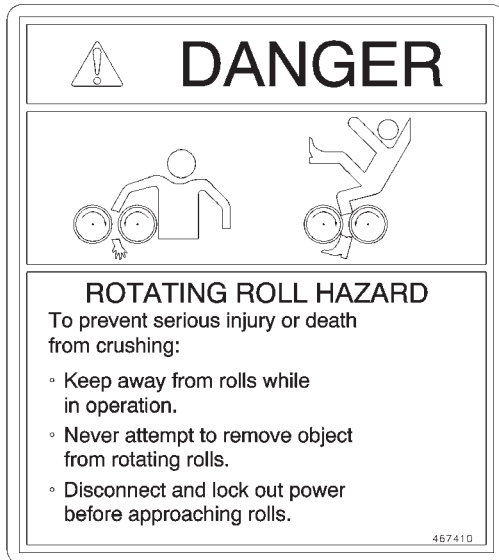 DANGER
ROTATING ROLL HAZARD
To prevent serious injury or death
from crushing:
◦ Keep away from rolls while
in operation.
◦ Never attempt to remove object
from rotating rolls.
◦ Disconnect and lock out power
before approaching rolls.
467410